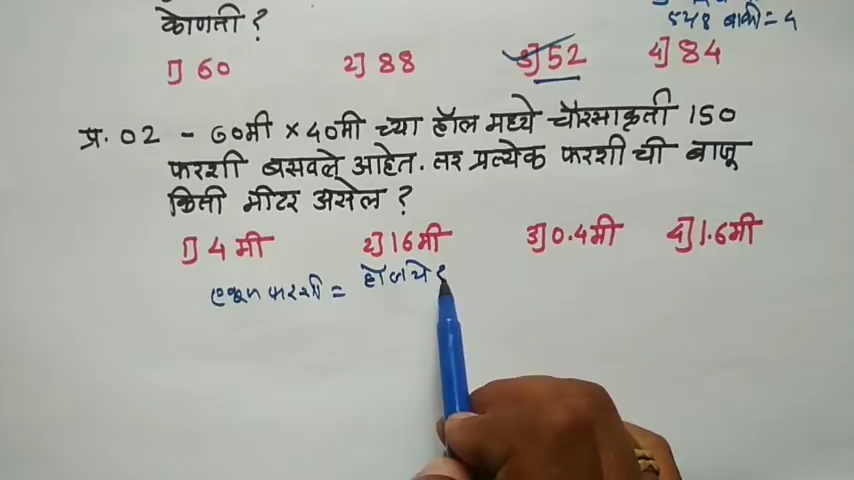 कोणती ?
५४8 बाकी = 4
1] 60 2] 88 3] 52 4] 84
प्र. 02 - 60मी × 40मी च्या हॉल मध्ये चौरसाकृती 150
फरशी बसवले आहेत. तर प्रत्येक फरशी ची बाजू
किती मीटर असेल ?
1] 4 मी 2] 16मी 3] 0.4मी 4] 1.6मी
एकूण फरशी = हॉलचे